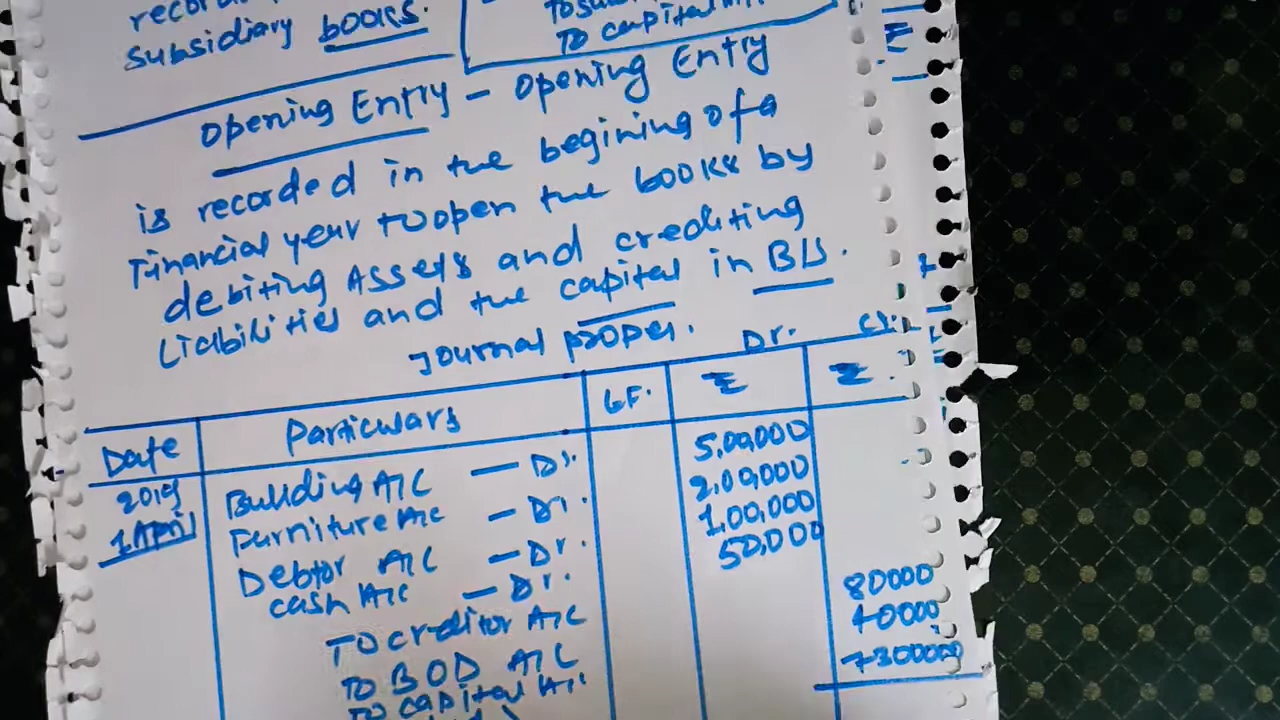 subsidiary books.
To capital
Opening Entry - Opening Entry
is recorded in the begining of a
Financial year to open the books by
debiting Assets and crediting
Liabilities and the capital in B/S.
Journal proper.
Dr. Cr.
Date Particulars L.F. ₹ ₹
2019 Building A/C — Dr. 5,00,000
1 April Furniture A/c — Dr. 2,00,000
Debtor A/C — Dr. 1,00,000
cash A/C — Dr. 50,000
To creditor A/C 80000
To BOD A/C 40000
To capital A/c 730000